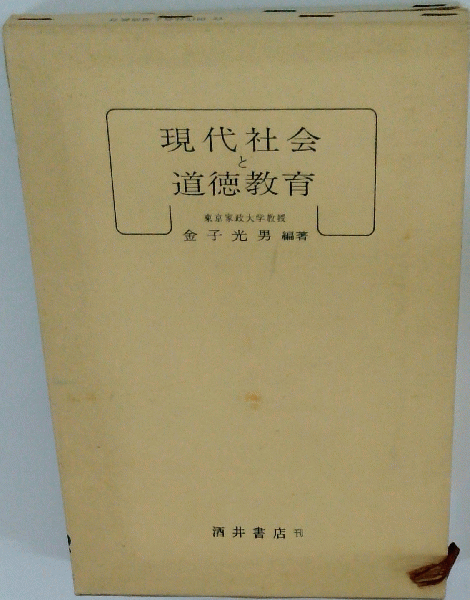 現代社会
と
道徳教育
東京家政大学教授
金子光男 編著
酒井書店 刊